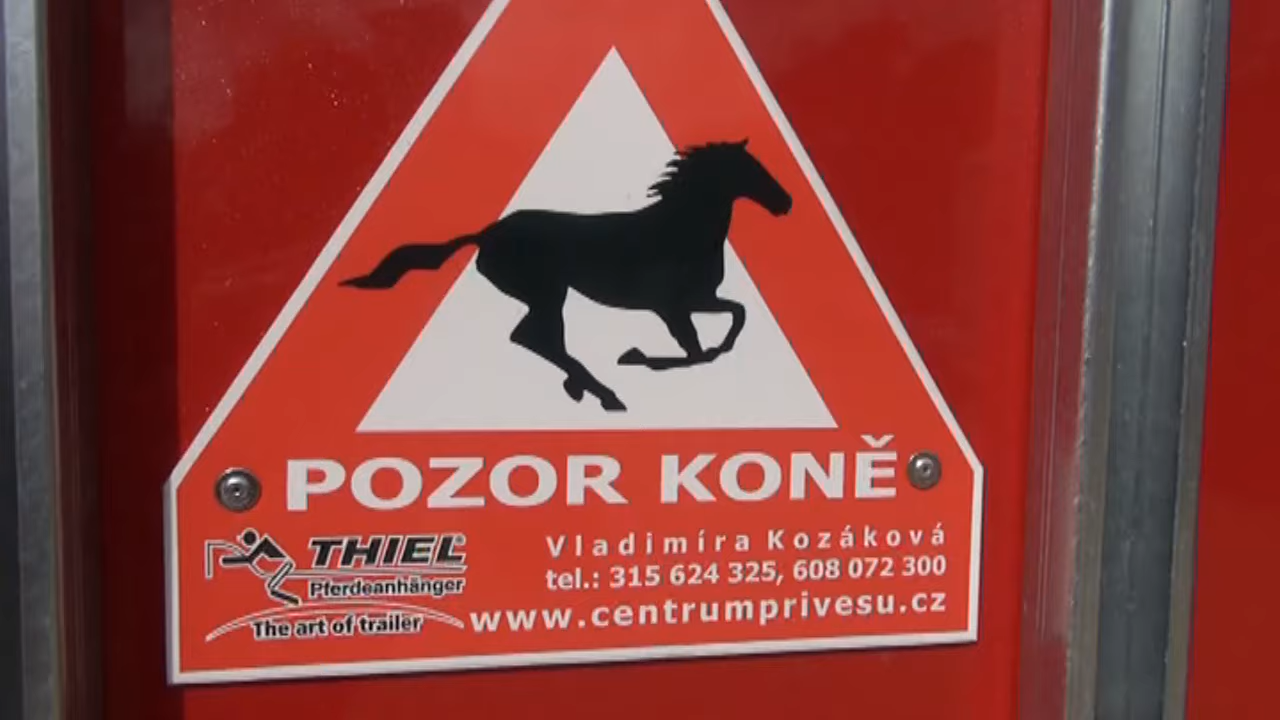 POZOR KONĚ
THIEL®
Pferdeanhänger
The art of trailer
Vladimíra Kozáková
tel.: 315 624 325, 608 072 300
www.centrumprivesu.cz